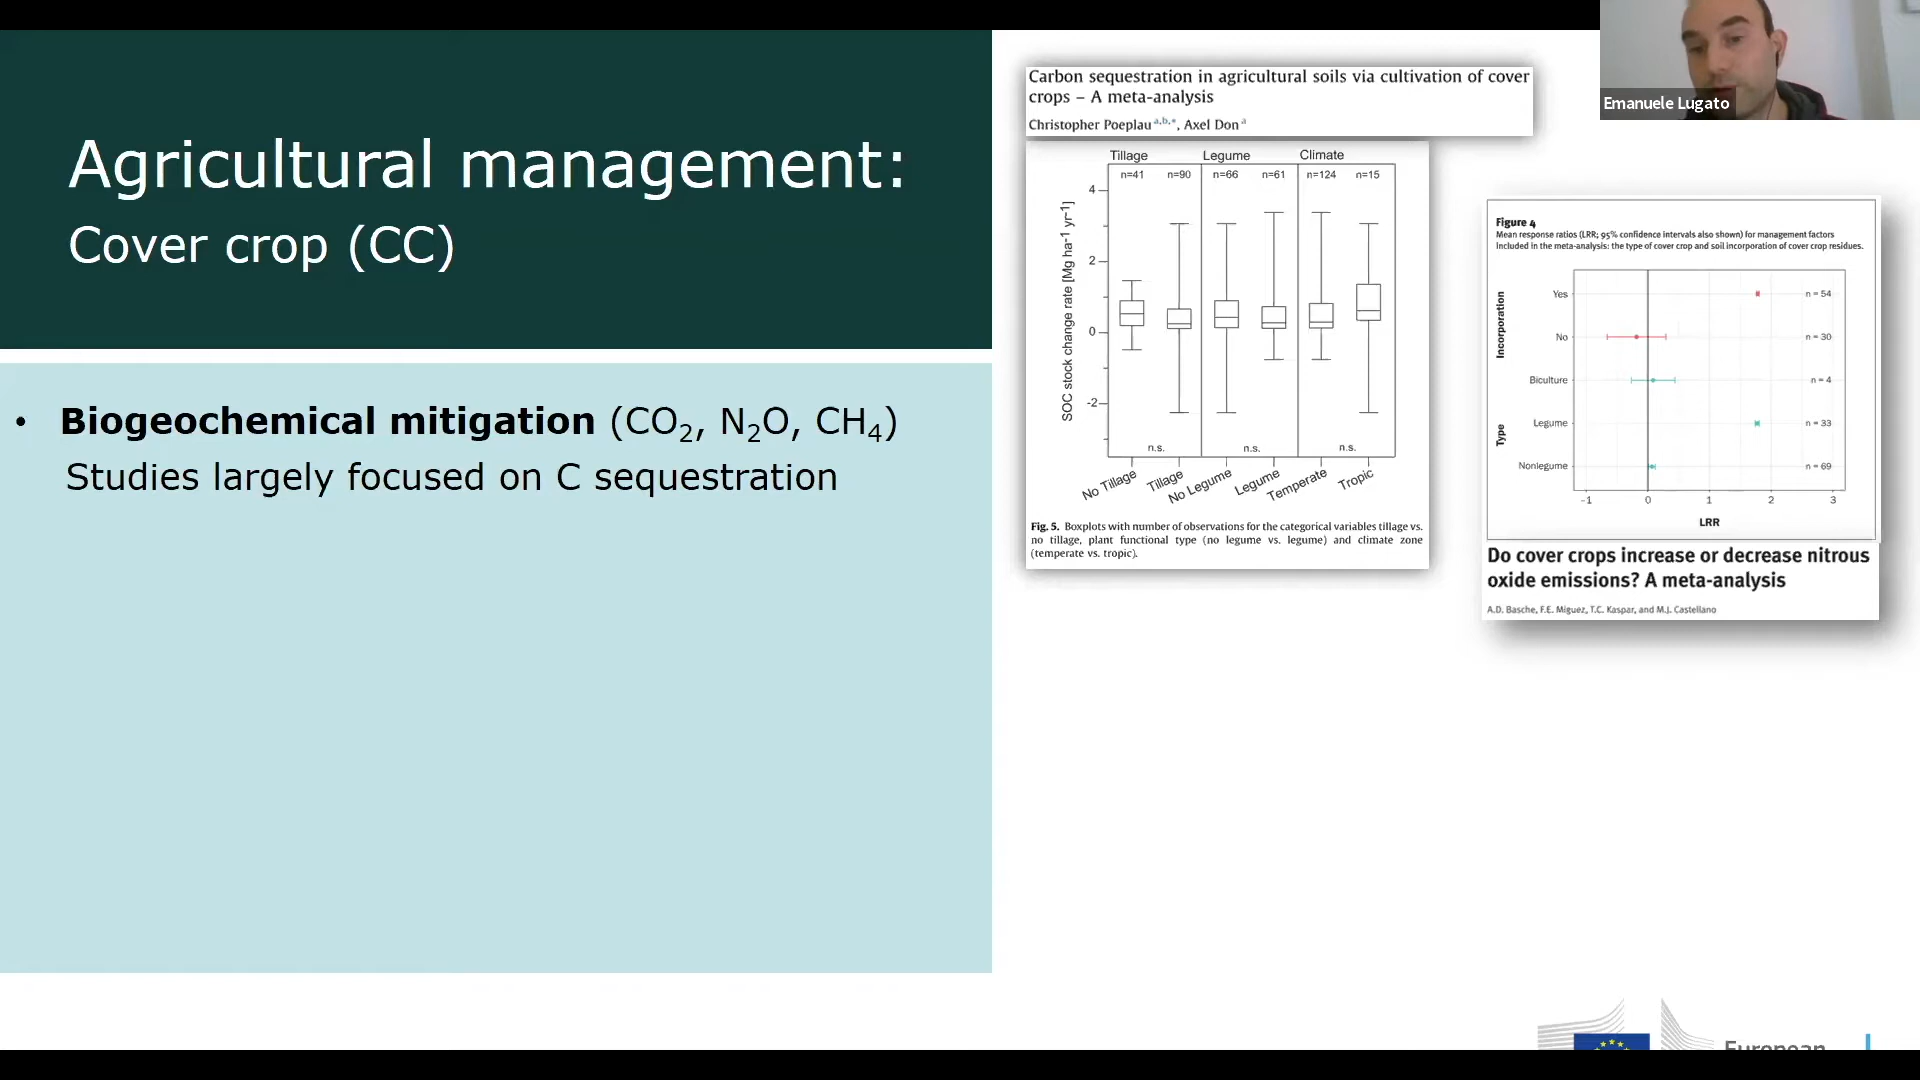 Agricultural management:
Cover crop (CC)
• Biogeochemical mitigation (CO₂, N₂O, CH₄)
Studies largely focused on C sequestration
Carbon sequestration in agricultural soils via cultivation of cover
crops – A meta-analysis
Christopher Poeplau a,b,*, Axel Don a
Tillage Legume Climate
n=41 n=90 n=66 n=61 n=124 n=15
SOC stock change rate [Mg ha-1 yr-1]
4
2
0
-2
n.s. n.s. n.s.
No Tillage Tillage No Legume Legume Temperate Tropic
Fig. 5. Boxplots with number of observations for the categorical variables tillage vs.
no tillage, plant functional type (no legume vs. legume) and climate zone
(temperate vs. tropic).
Emanuele Lugato
Figure 4
Mean response ratios (LRR; 95% confidence intervals also shown) for management factors
included in the meta-analysis: the type of cover crop and soil incorporation of cover crop residues.
Incorporation
Yes n = 54
No n = 30
Type
Biculture n = 4
Legume n = 33
Nonlegume n = 69
-1 0 1 2 3
LRR
Do cover crops increase or decrease nitrous
oxide emissions? A meta-analysis
A.D. Basche, F.E. Miguez, T.C. Kaspar, and M.J. Castellano
European